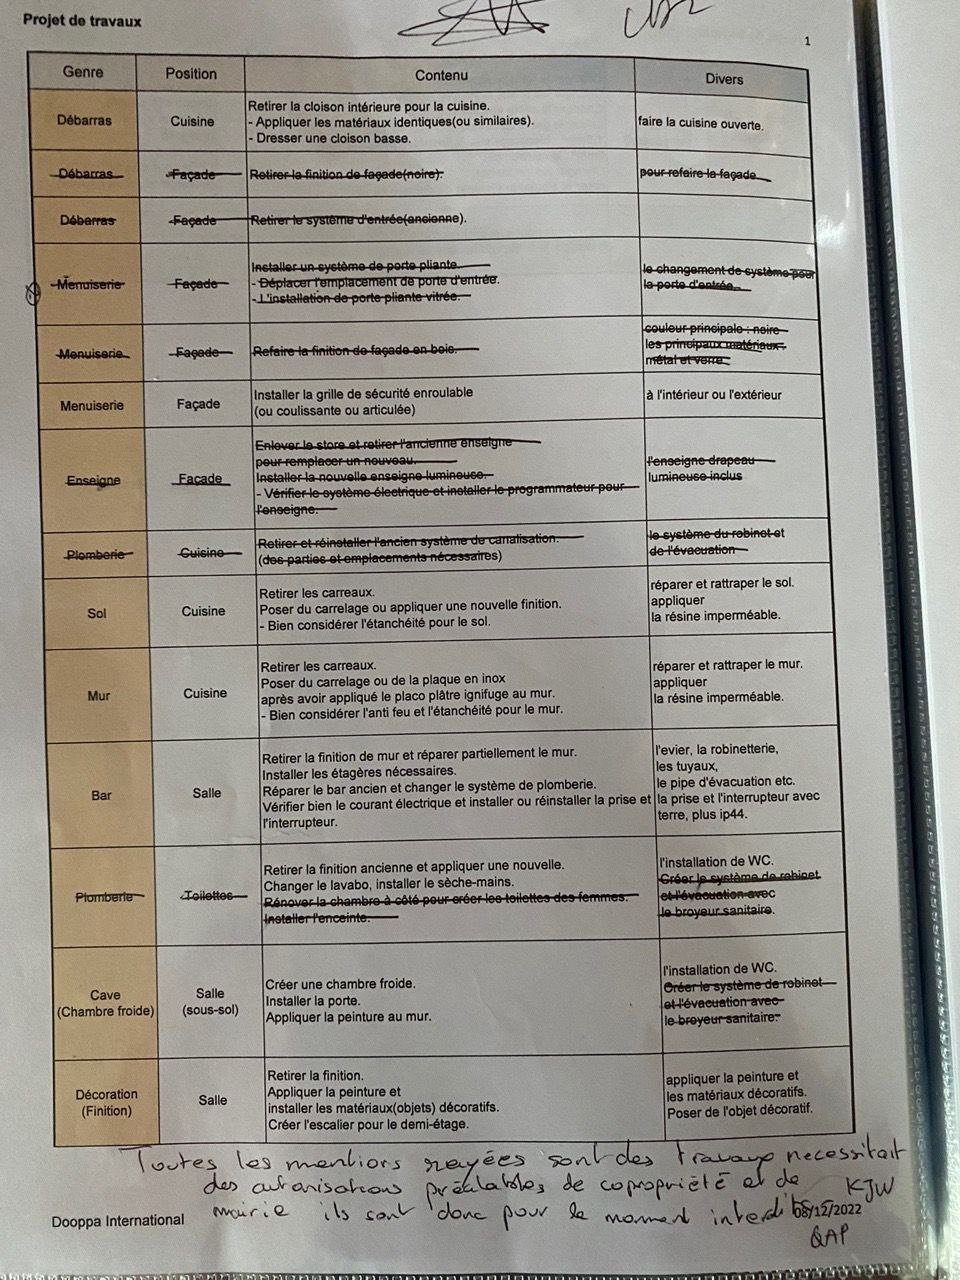 Projet de travaux
1
Genre Position Contenu Divers
Débarras Cuisine Retirer la cloison intérieure pour la cuisine.
- Appliquer les matériaux identiques(ou similaires).
- Dresser une cloison basse.
faire la cuisine ouverte.
Débarras Façade Retirer la finition de façade(noire). pour refaire la façade
Débarras Façade Retirer le système d'entrée(ancienne).
Menuiserie Façade Installer un système de porte pliante.
- Déplacer l'emplacement de porte d'entrée.
- L'installation de porte pliante vitrée.
le changement de système pour
la porte d'entrée.
Menuiserie Façade Refaire la finition de façade en bois.
couleur principale : noire
les principaux matériaux :
métal et verre
Menuiserie Façade Installer la grille de sécurité enroulable
(ou coulissante ou articulée)
à l'intérieur ou l'extérieur
Enseigne Façade Enlever le store et retirer l'ancienne enseigne
pour remplacer un nouveau.
Installer la nouvelle enseigne lumineuse.
- Vérifier le système électrique et installer le programmateur pour
l'enseigne.
l'enseigne drapeau
lumineuse inclus
Plomberie Cuisine Retirer et réinstaller l'ancien système de canalisation.
(des parties et emplacements nécessaires)
le système du robinet et
de l'évacuation
Sol Cuisine Retirer les carreaux.
Poser du carrelage ou appliquer une nouvelle finition.
- Bien considérer l'étanchéité pour le sol.
réparer et rattraper le sol.
appliquer
la résine imperméable.
Mur Cuisine Retirer les carreaux.
Poser du carrelage ou de la plaque en inox
après avoir appliqué le placo plâtre ignifuge au mur.
- Bien considérer l'anti feu et l'étanchéité pour le mur.
réparer et rattraper le mur.
appliquer
la résine imperméable.
Bar Salle Retirer la finition de mur et réparer partiellement le mur.
Installer les étagères nécessaires.
Réparer le bar ancien et changer le système de plomberie.
Vérifier bien le courant électrique et installer ou réinstaller la prise et
l'interrupteur.
l'evier, la robinetterie,
les tuyaux,
le pipe d'évacuation etc.
la prise et l'interrupteur avec
terre, plus ip44.
Plomberie Toilettes Retirer la finition ancienne et appliquer une nouvelle.
Changer le lavabo, installer le sèche-mains.
Rénover la chambre à côté pour créer les toilettes des femmes.
Installer l'enceinte.
l'installation de WC.
Créer le système de robinet
et l'évacuation avec
le broyeur sanitaire.
Cave
(Chambre froide)
Salle
(sous-sol)
Créer une chambre froide.
Installer la porte.
Appliquer la peinture au mur.
l'installation de WC.
Créer le système de robinet
et l'évacuation avec
le broyeur sanitaire.
Décoration
(Finition)
Salle
Retirer la finition.
Appliquer la peinture et
installer les matériaux(objets) décoratifs.
Créer l'escalier pour le demi-étage.
appliquer la peinture et
les matériaux décoratifs.
Poser de l'objet décoratif.
Toutes les mentions rayées sont des travaux necessitait
des autorisations préalables de copropriété et de
mairie ils sont donc pour le moment interdits
KJW
Dooppa International
08/12/2022
QAP